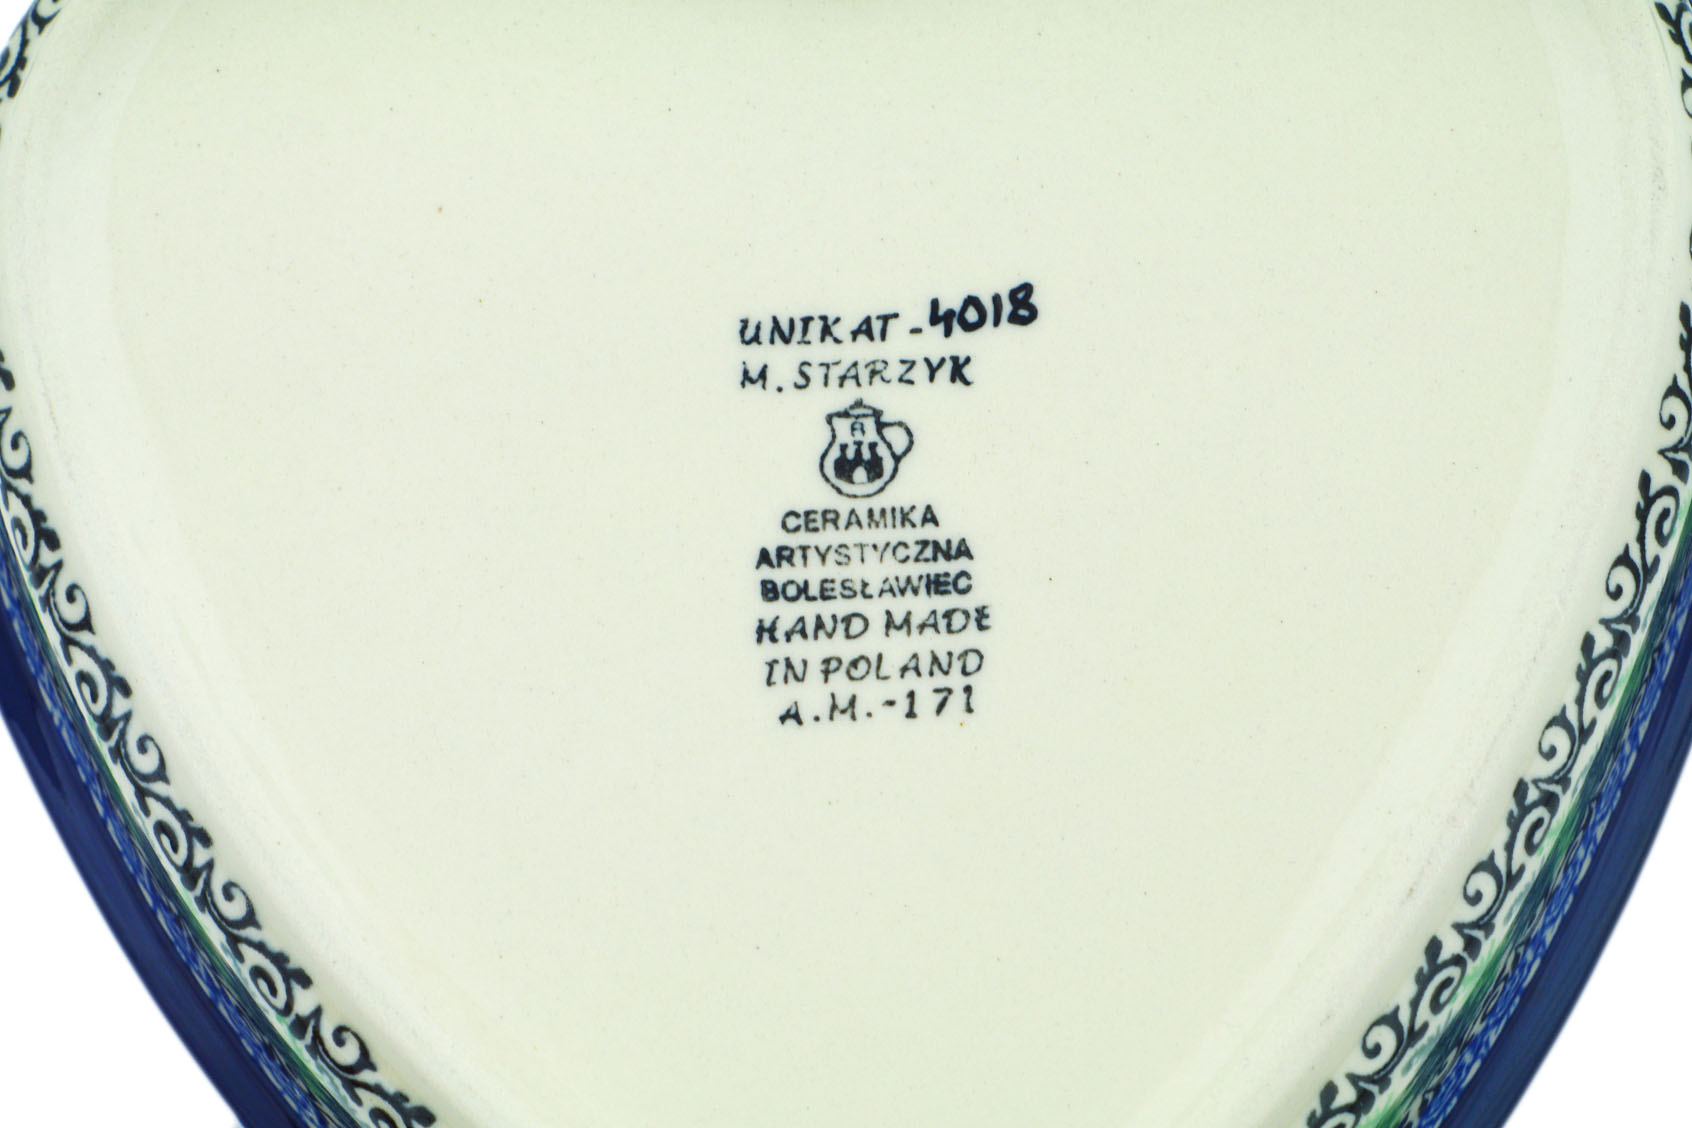 UNIKAT-4018
M. STARZYK
A
CERAMIKA
ARTYSTYCZNA
BOLESŁAWIEC
HAND MADE
IN POLAND
A.M.-171